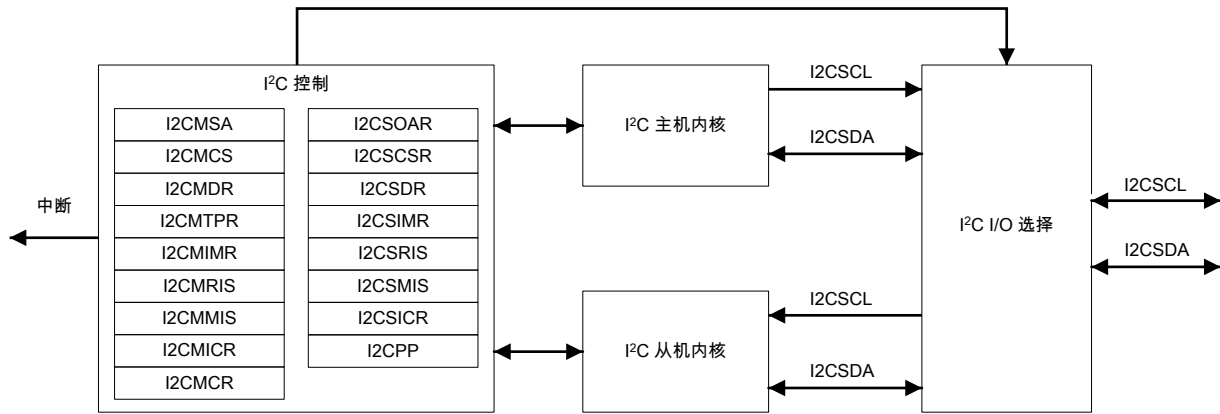 I²C 控制
I2CMSA
I2CMCS
I2CMDR
I2CMTPR
I2CMIMR
I2CMRIS
I2CMMIS
I2CMICR
I2CMCR
I2CSOAR
I2CSCSR
I2CSDR
I2CSIMR
I2CSRIS
I2CSMIS
I2CSICR
I2CPP
中断
I²C 主机内核
I2CSCL
I2CSDA
I²C 从机内核
I2CSCL
I2CSDA
I²C I/O 选择
I2CSCL
I2CSDA